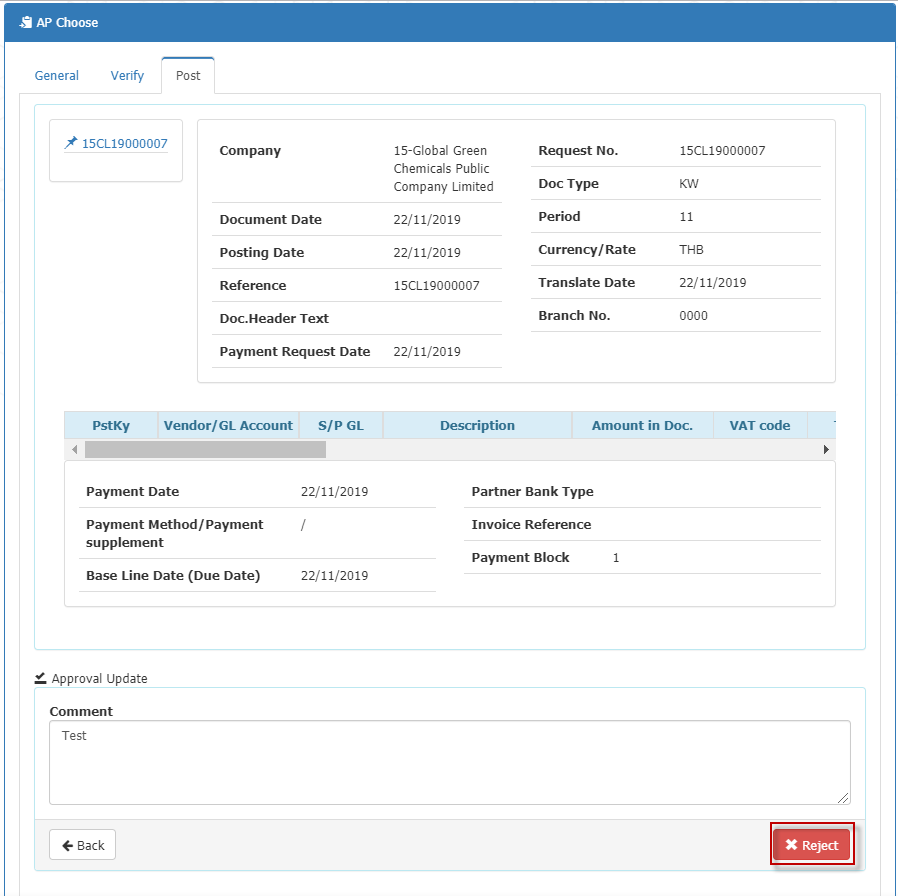 AP Choose
General Verify Post
15CL19000007
Company 15-Global Green
Chemicals Public
Company Limited
Document Date 22/11/2019
Posting Date 22/11/2019
Reference 15CL19000007
Doc.Header Text
Payment Request Date 22/11/2019
Request No. 15CL19000007
Doc Type KW
Period 11
Currency/Rate THB
Translate Date 22/11/2019
Branch No. 0000
PstKy Vendor/GL Account S/P GL Description Amount in Doc. VAT code
Payment Date 22/11/2019
Payment Method/Payment /
supplement
Base Line Date (Due Date) 22/11/2019
Partner Bank Type
Invoice Reference
Payment Block 1
Approval Update
Comment
Test
Back Reject